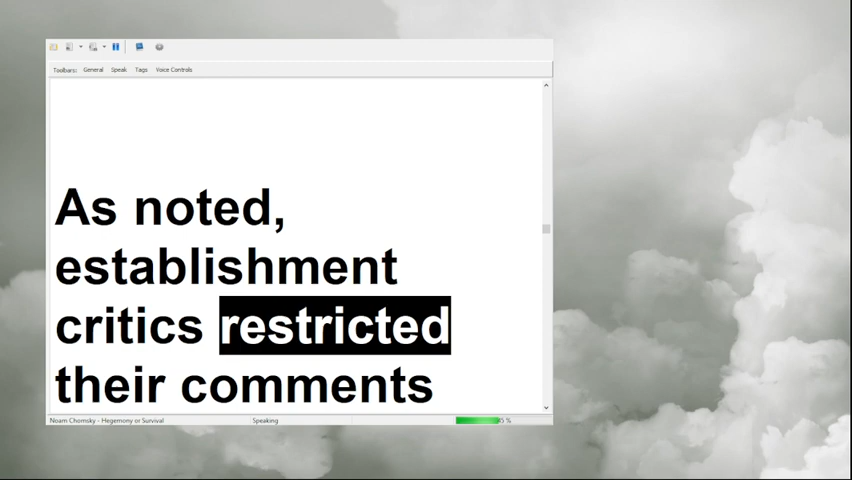 Toolbars: General Speak Tags Voice Controls
As noted,
establishment
critics restricted
their comments
Noam Chomsky - Hegemony or Survival Speaking